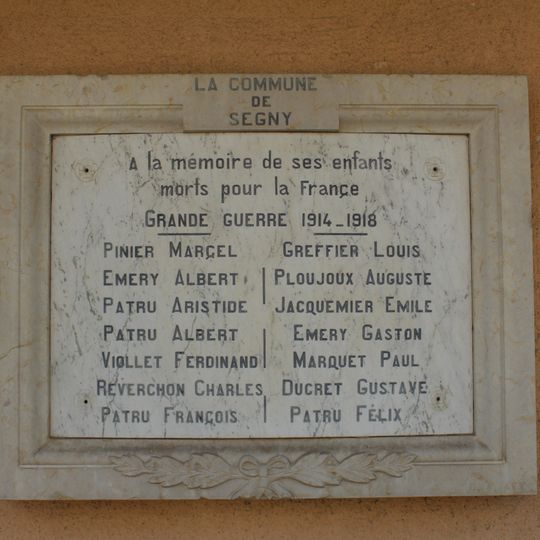 LA COMMUNE
DE
SEGNY
A la mémoire de ses enfants
morts pour la France
GRANDE GUERRE 1914-1918
PINIER MARCEL GREFFIER LOUIS
EMERY ALBERT PLOUJOUX AUGUSTE
PATRU ARISTIDE JACQUEMIER EMILE
PATRU ALBERT EMERY GASTON
VIOLLET FERDINAND MARQUET PAUL
REVERCHON CHARLES DUCRET GUSTAVE
PATRU FRANÇOIS PATRU FÉLIX